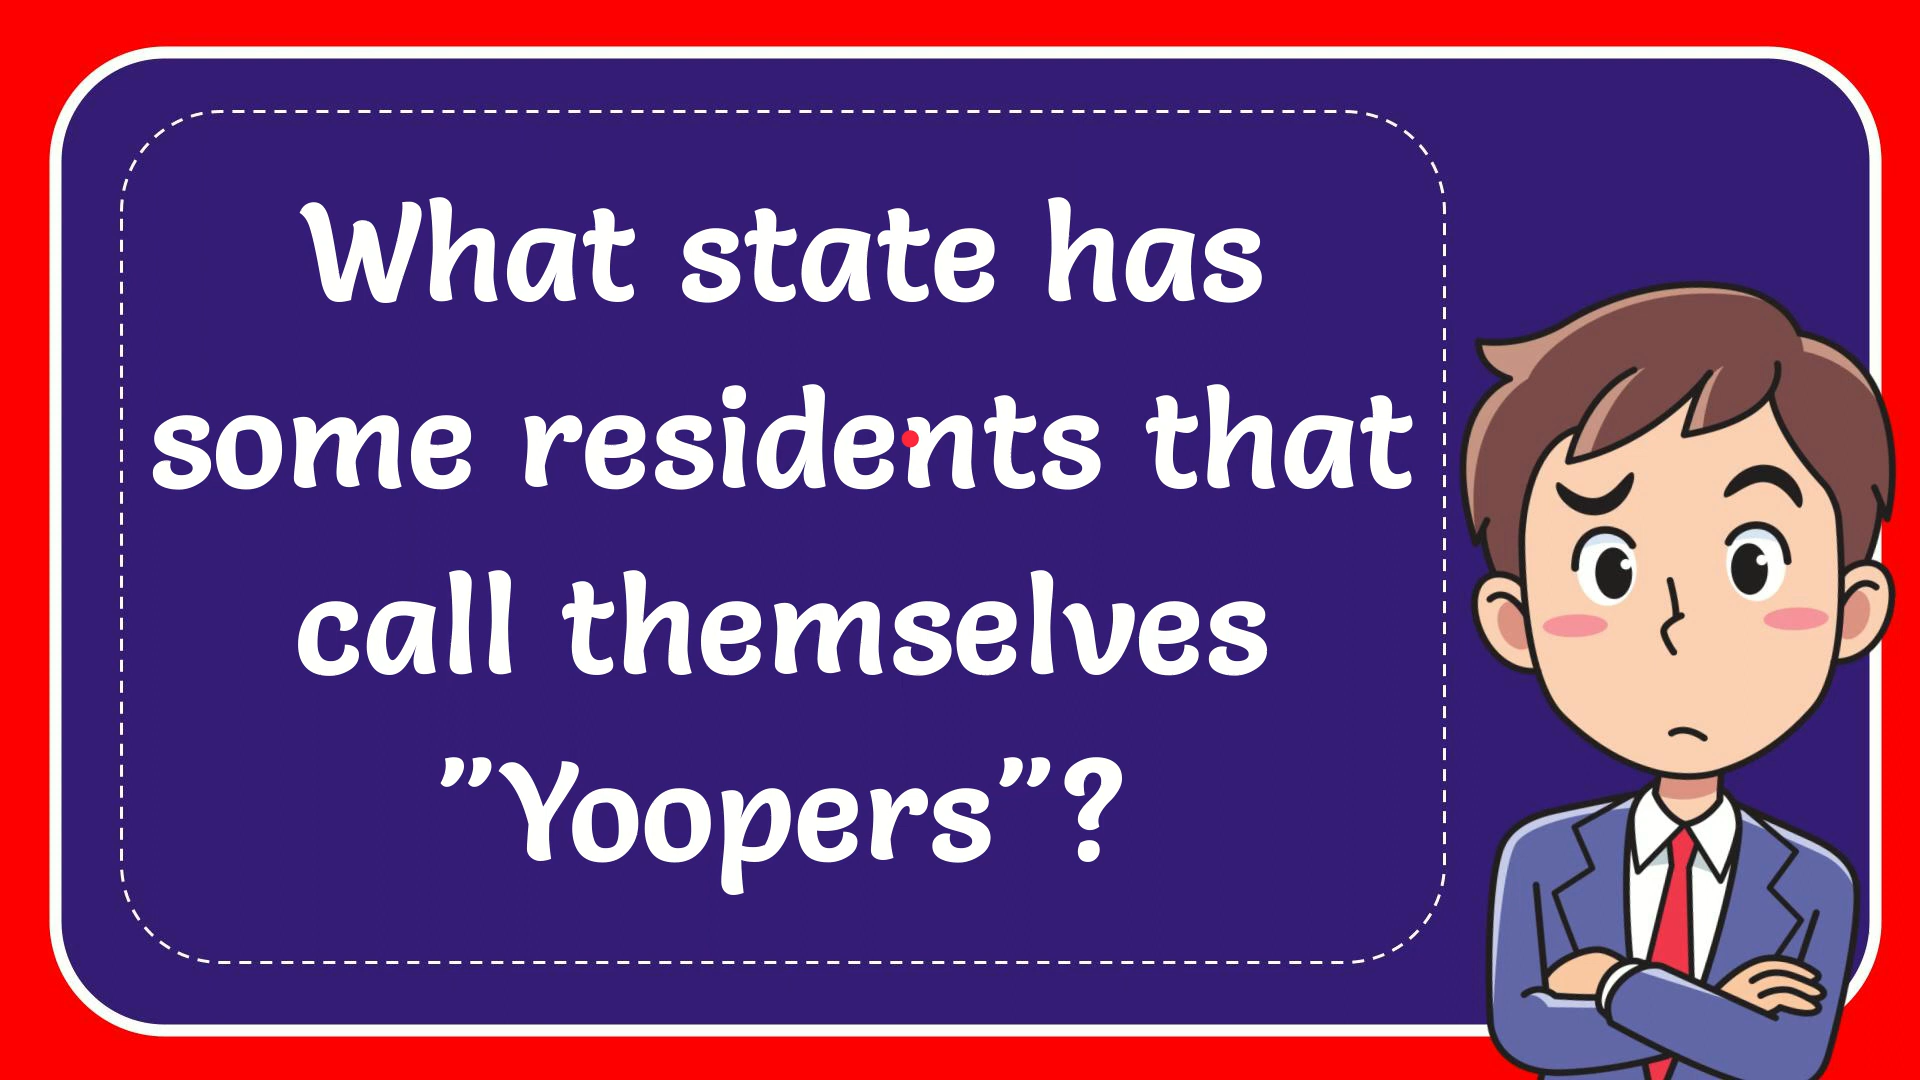 What state has
some residents that
call themselves
”Yoopers”?